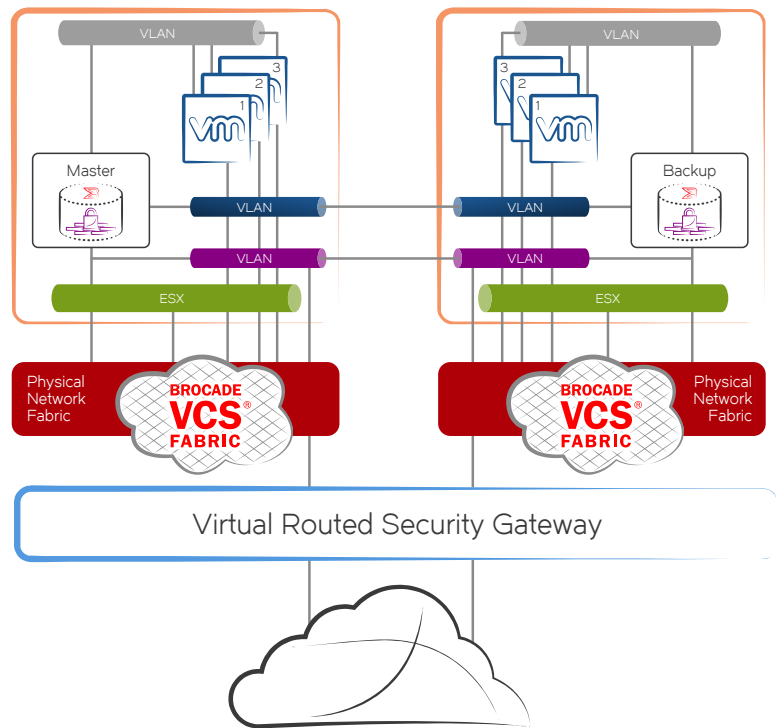 VLAN
VLAN
3
2
1
vm
3
2
1
vm
Master
Backup
VLAN
VLAN
VLAN
VLAN
ESX
ESX
Physical
Network
Fabric
BROCADE
VCS®
FABRIC
BROCADE
VCS®
FABRIC
Physical
Network
Fabric
Virtual Routed Security Gateway